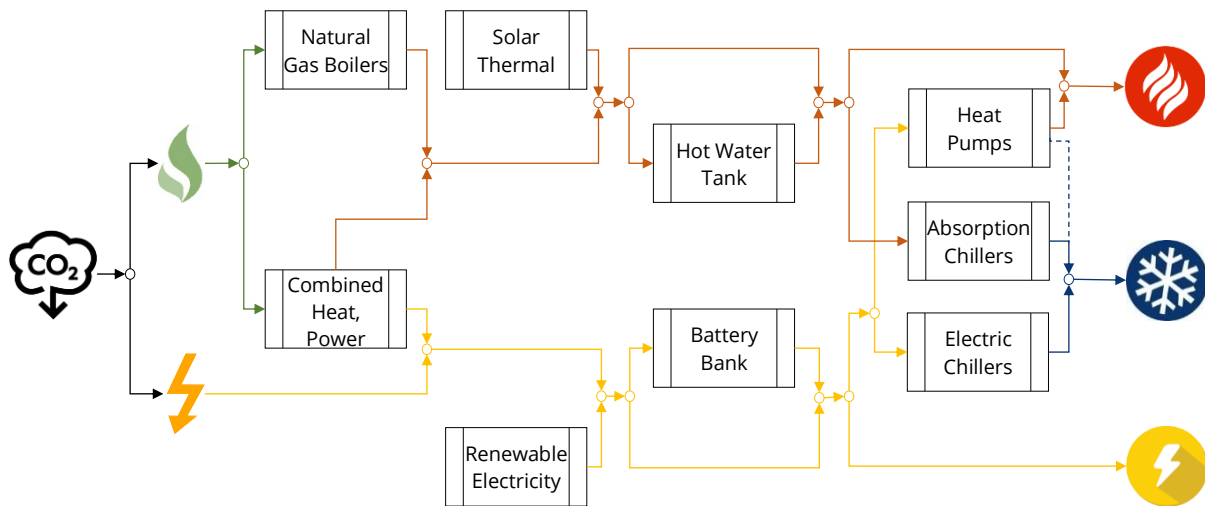 Natural
Gas Boilers
Solar
Thermal
Heat
Pumps
Hot Water
Tank
Absorption
Chillers
CO₂
Combined
Heat,
Power
Battery
Bank
Electric
Chillers
Renewable
Electricity